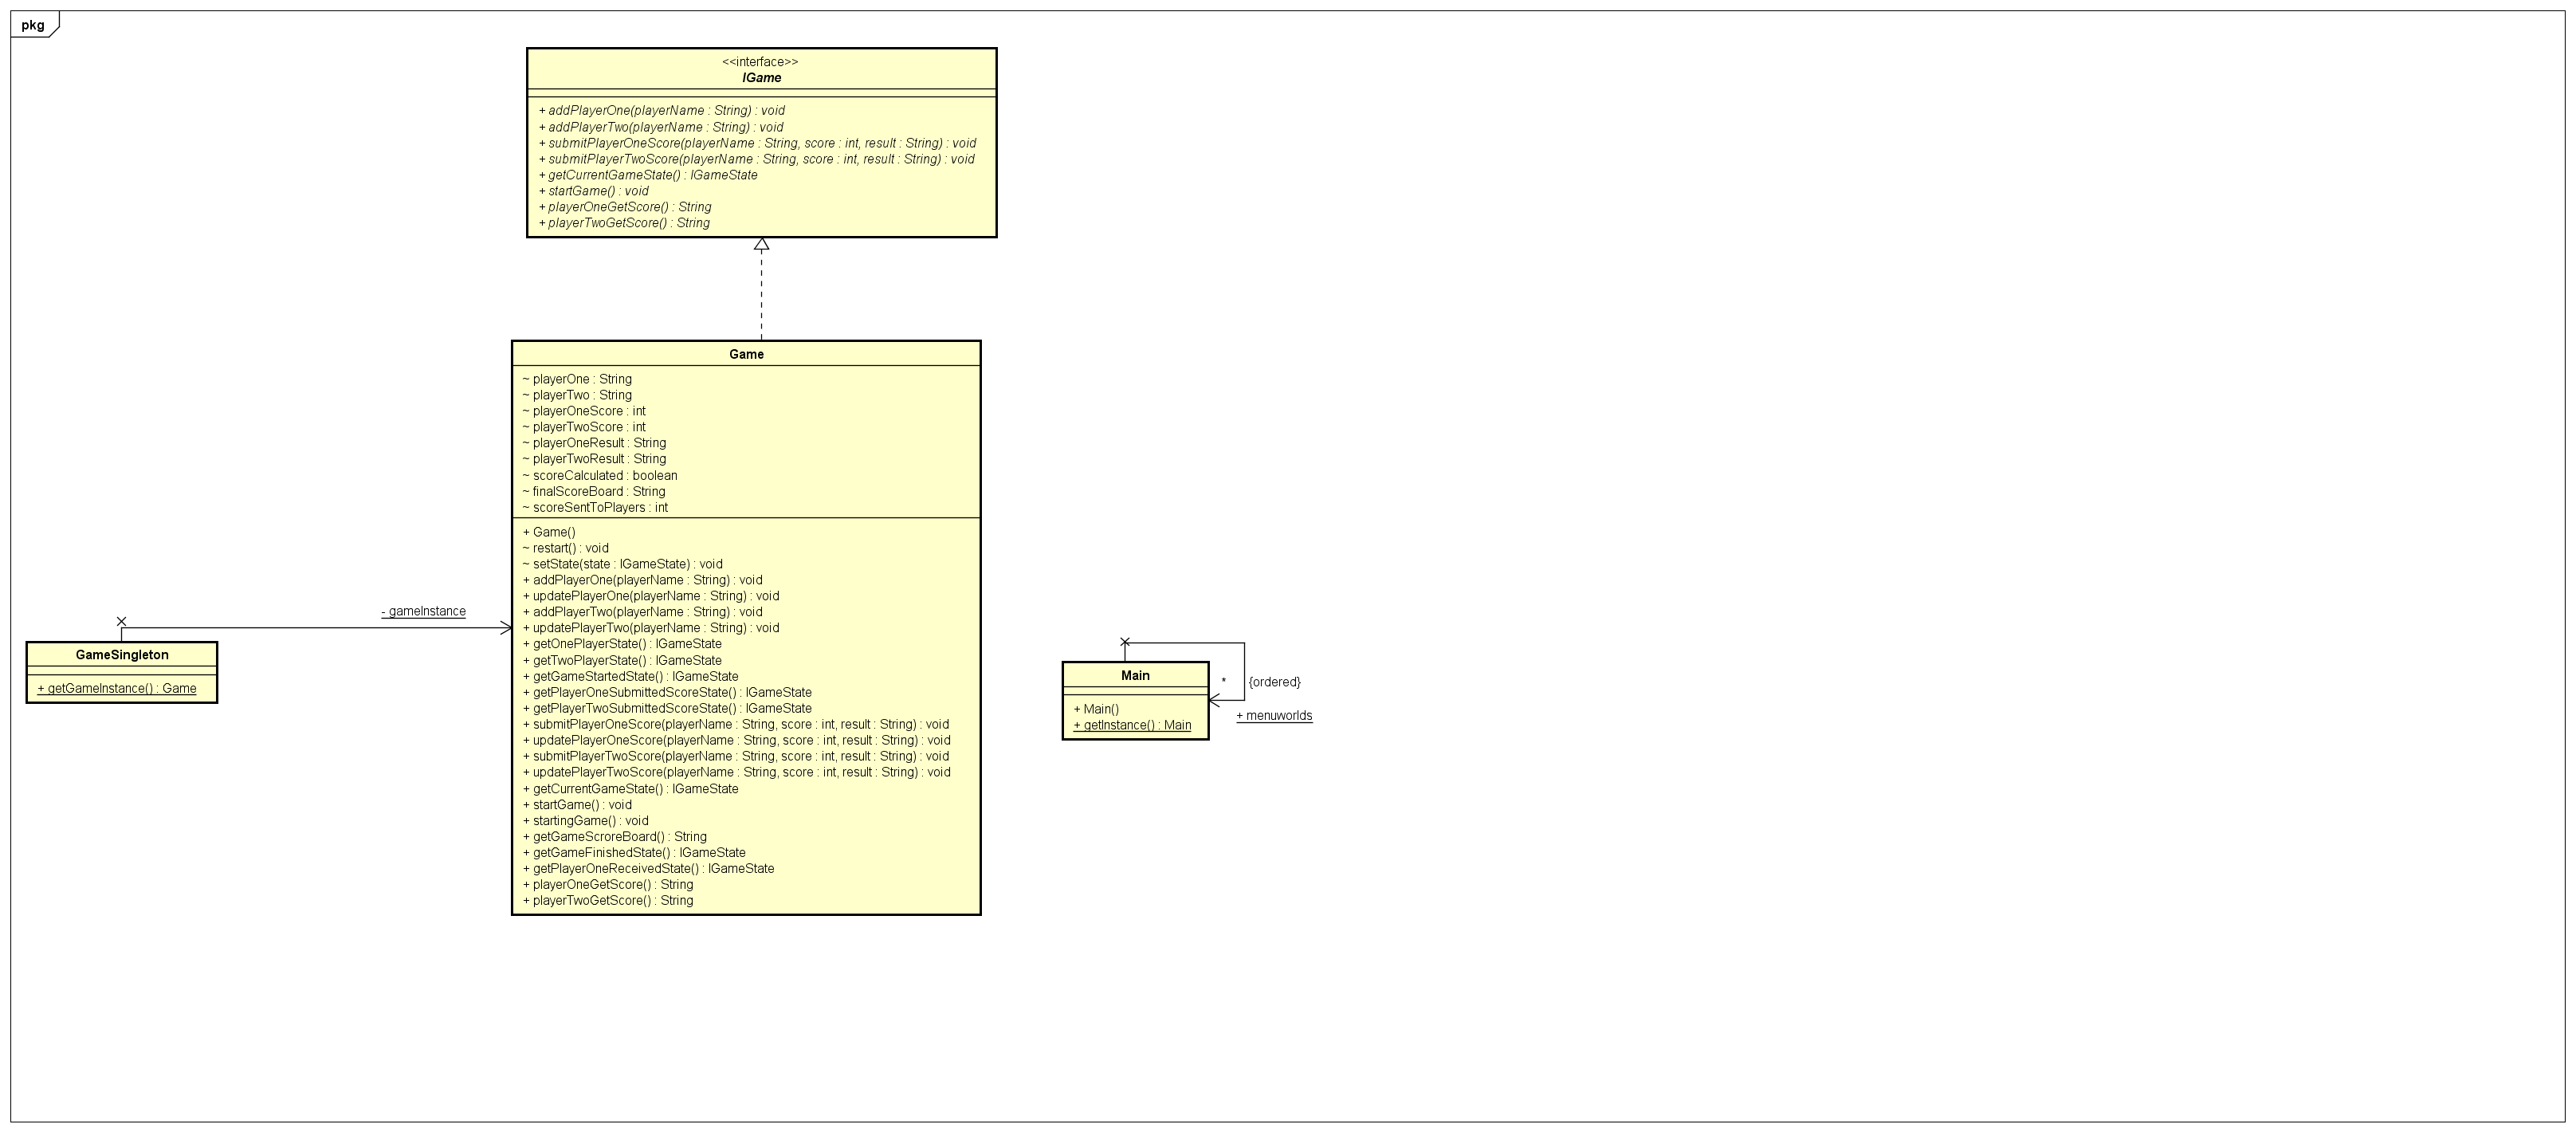 pkg
<<interface>>
IGame
+ addPlayerOne(playerName : String) : void
+ addPlayerTwo(playerName : String) : void
+ submitPlayerOneScore(playerName : String, score : int, result : String) : void
+ submitPlayerTwoScore(playerName : String, score : int, result : String) : void
+ getCurrentGameState() : IGameState
+ startGame() : void
+ playerOneGetScore() : String
+ playerTwoGetScore() : String
Game
~ playerOne : String
~ playerTwo : String
~ playerOneScore : int
~ playerTwoScore : int
~ playerOneResult : String
~ playerTwoResult : String
~ scoreCalculated : boolean
~ finalScoreBoard : String
~ scoreSentToPlayers : int
+ Game()
~ restart() : void
~ setState(state : IGameState) : void
+ addPlayerOne(playerName : String) : void
+ updatePlayerOne(playerName : String) : void
+ addPlayerTwo(playerName : String) : void
+ updatePlayerTwo(playerName : String) : void
+ getOnePlayerState() : IGameState
+ getTwoPlayerState() : IGameState
+ getGameStartedState() : IGameState
+ getPlayerOneSubmittedScoreState() : IGameState
+ getPlayerTwoSubmittedScoreState() : IGameState
+ submitPlayerOneScore(playerName : String, score : int, result : String) : void
+ updatePlayerOneScore(playerName : String, score : int, result : String) : void
+ submitPlayerTwoScore(playerName : String, score : int, result : String) : void
+ updatePlayerTwoScore(playerName : String, score : int, result : String) : void
+ getCurrentGameState() : IGameState
+ startGame() : void
+ startingGame() : void
+ getGameScroreBoard() : String
+ getGameFinishedState() : IGameState
+ getPlayerOneReceivedState() : IGameState
+ playerOneGetScore() : String
+ playerTwoGetScore() : String
- gameInstance
GameSingleton
+ getGameInstance() : Game
Main
+ Main()
+ getInstance() : Main
*
{ordered}
+ menuworlds